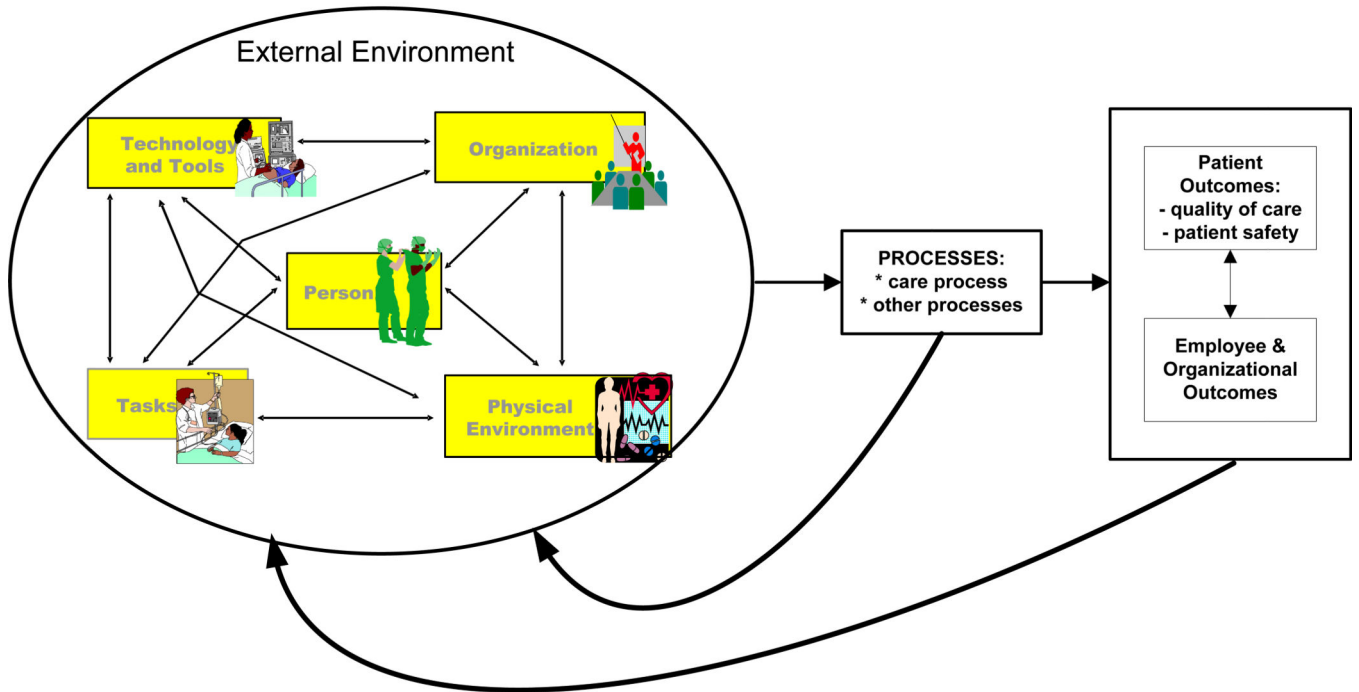 External Environment
Technology
and Tools
Organization
Person
Tasks
Physical
Environment
PROCESSES:
* care process
* other processes
Patient
Outcomes:
- quality of care
- patient safety
Employee &
Organizational
Outcomes